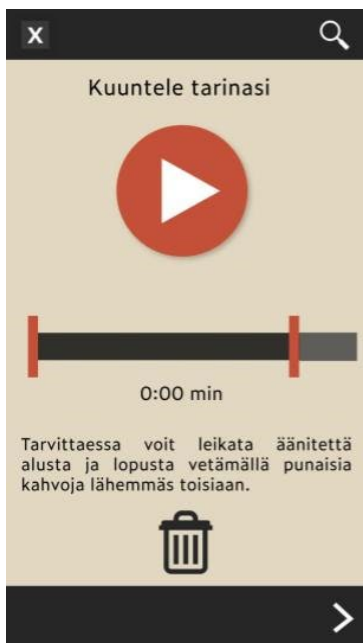 X
Kuuntele tarinasi
0:00 min
Tarvittaessa voit leikata äänitettä
alusta ja lopusta vetämällä punaisia
kahvoja lähemmäs toisiaan.